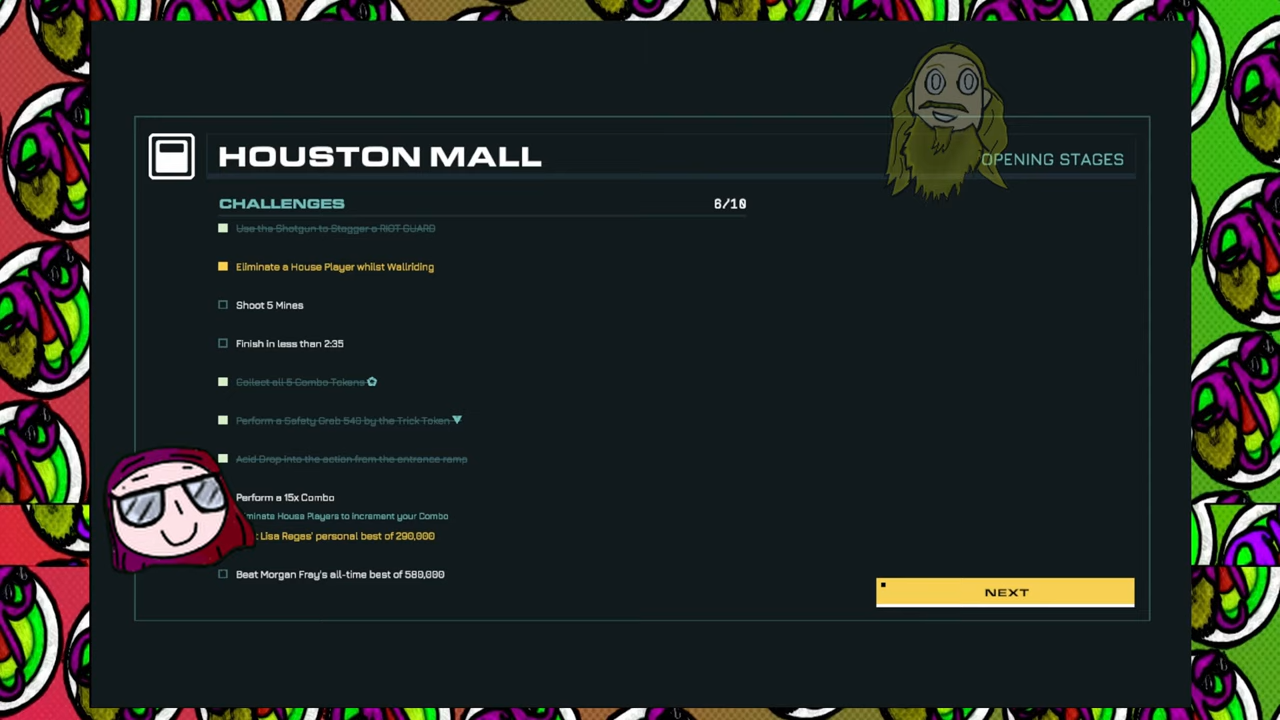 HOUSTON MALL
OPENING STAGES
CHALLENGES 6/10
Use the Shotgun to Stagger a RIOT GUARD
Eliminate a House Player whilst Wallriding
Shoot 5 Mines
Finish in less than 2:35
Collect all 5 Combo Tokens
Perform a Safety Grab 540 by the Trick Token
Acid Drop into the action from the entrance ramp
Perform a 15x Combo
House Players to increment your Combo
Lisa Regas' personal best of 290,000
Beat Morgan Fray's all-time best of 580,000
NEXT